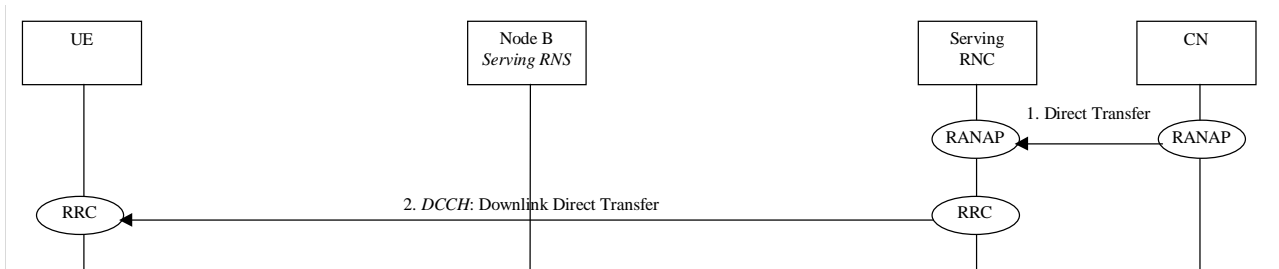 UE
Node B
Serving RNS
Serving
RNC
CN
1. Direct Transfer
RANAP
RANAP
2. DCCH: Downlink Direct Transfer
RRC
RRC